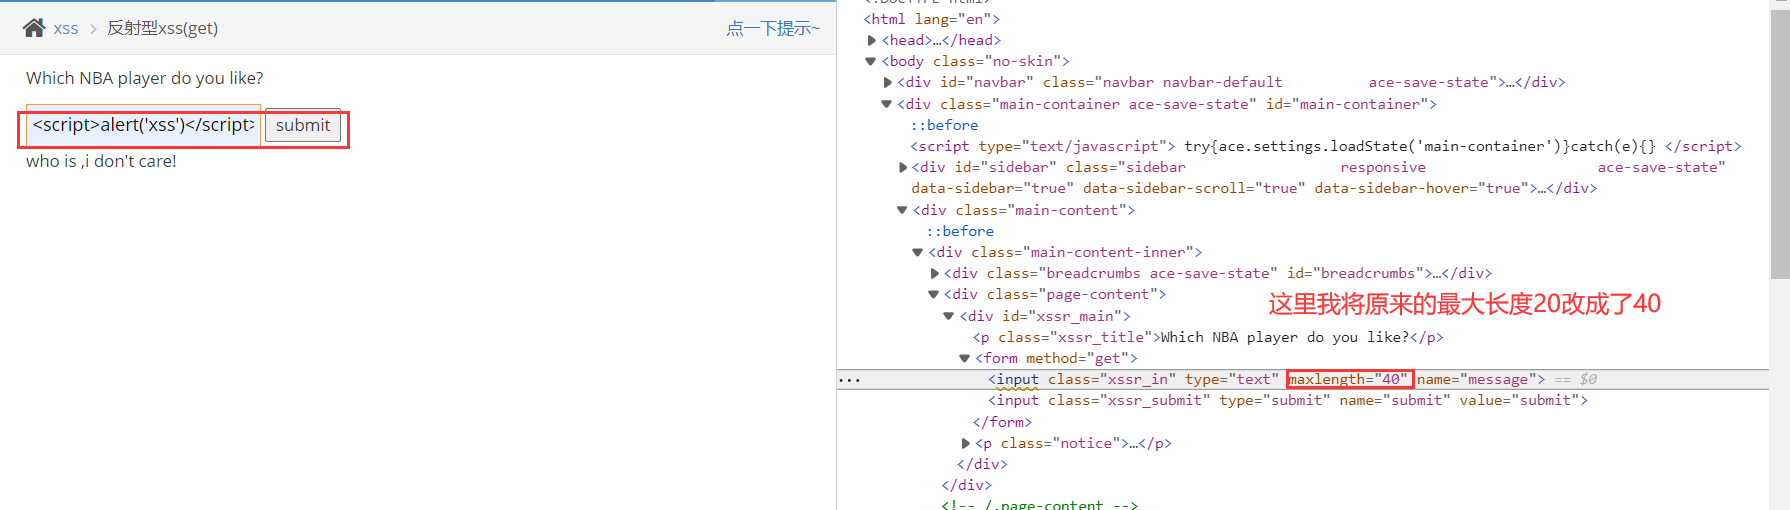 xss > 反射型xss(get) 点一下提示~
Which NBA player do you like?
<script>alert('xss')</script>
submit
who is ,i don't care!
<html lang="en">
<head>…</head>
<body class="no-skin">
<div id="navbar" class="navbar navbar-default ace-save-state">…</div>
<div class="main-container ace-save-state" id="main-container">
::before
<script type="text/javascript"> try{ace.settings.loadState('main-container')}catch(e){} </script>
<div id="sidebar" class="sidebar responsive ace-save-state"
data-sidebar="true" data-sidebar-scroll="true" data-sidebar-hover="true">…</div>
<div class="main-content">
::before
<div class="main-content-inner">
<div class="breadcrumbs ace-save-state" id="breadcrumbs">…</div>
<div class="page-content">
这里我将原来的最大长度20改成了40
<div id="xssr_main">
<p class="xssr_title">Which NBA player do you like?</p>
<form method="get">
<input class="xssr_in" type="text" maxlength="40" name="message"> == $0
<input class="xssr_submit" type="submit" name="submit" value="submit">
</form>
<p class="notice">…</p>
</div>
</div>
<!-- /.page-content -->